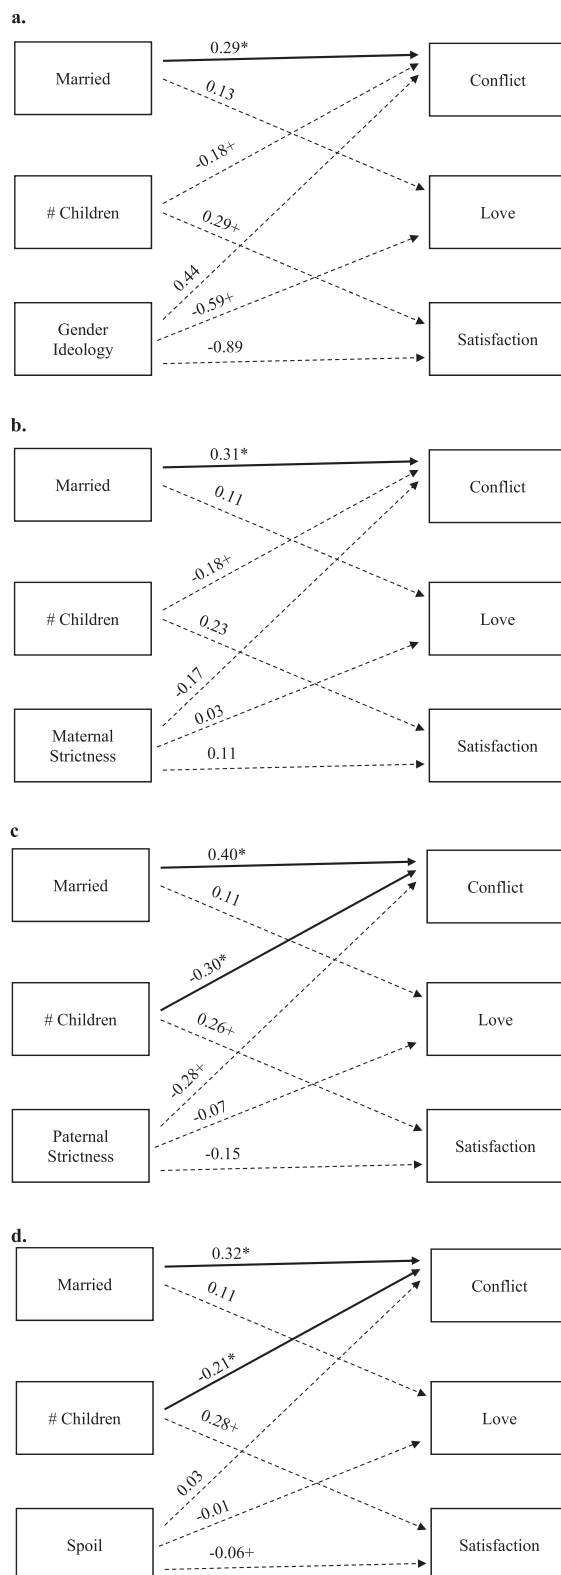 a.
0.29*
Married
Conflict
0.13
-0.18+
# Children
Love
0.29+
0.44
-0.59+
Gender
Ideology
Satisfaction
-0.89
b.
0.31*
Married
Conflict
0.11
-0.18+
# Children
Love
0.23
-0.17
0.03
Maternal
Strictness
Satisfaction
0.11
c
0.40*
Married
Conflict
0.11
-0.30*
# Children
Love
0.26+
-0.28+
-0.07
Paternal
Strictness
Satisfaction
-0.15
d.
0.32*
Married
Conflict
0.11
-0.21*
# Children
Love
0.28+
0.03
-0.01
Spoil
Satisfaction
-0.06+